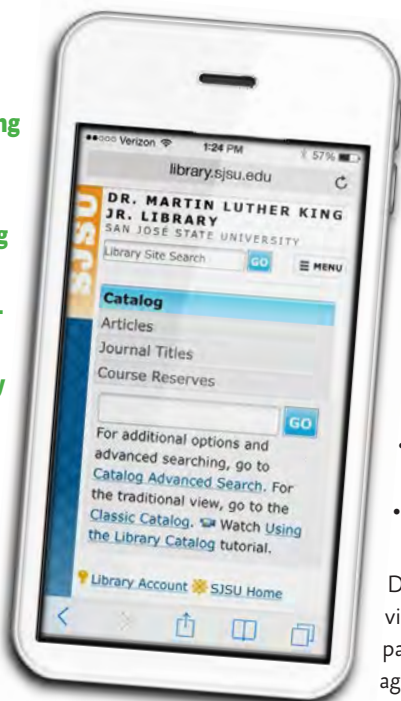 Verizon 1:24 PM 57%
library.sjsu.edu
SJSU
DR. MARTIN LUTHER KING
JR. LIBRARY
SAN JOSÉ STATE UNIVERSITY
Library Site Search GO MENU
Catalog
Articles
Journal Titles
Course Reserves
GO
For additional options and
advanced searching, go to
Catalog Advanced Search. For
the traditional view, go to the
Classic Catalog. Watch Using
the Library Catalog tutorial.
Library Account SJSU Home